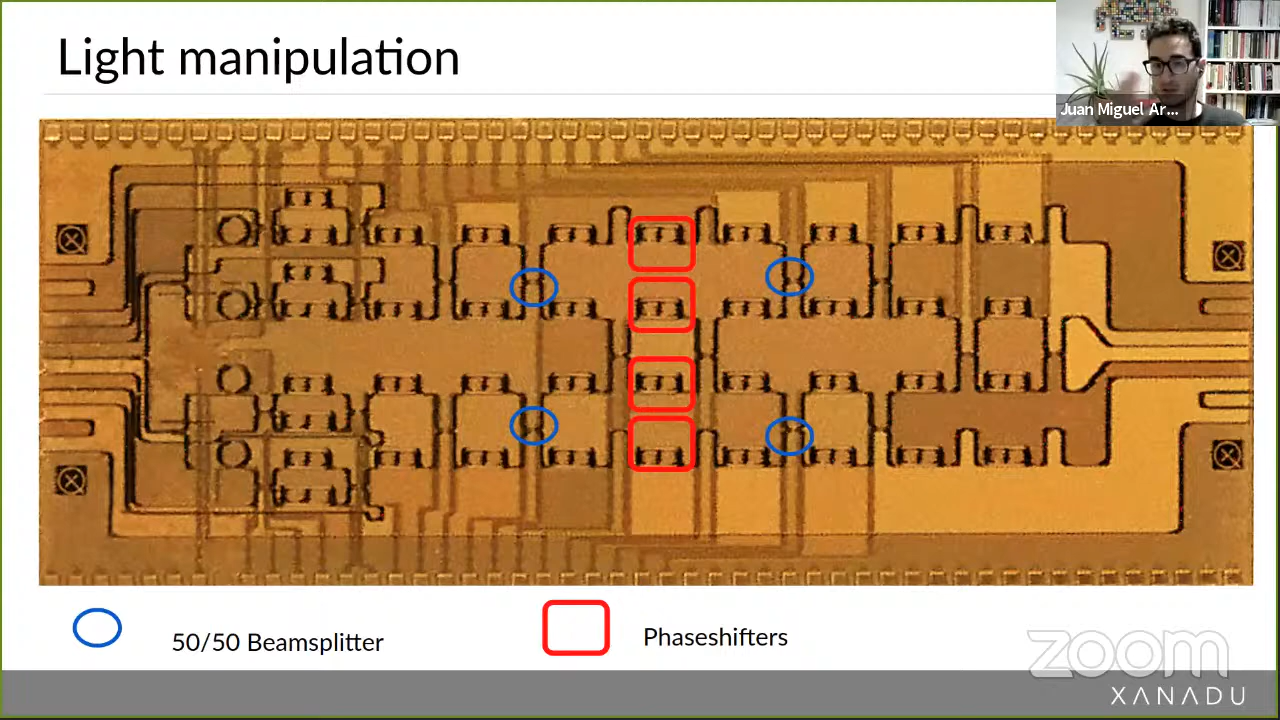 Light manipulation
Juan Miguel Ar...
50/50 Beamsplitter
Phaseshifters
zoom
XANADU